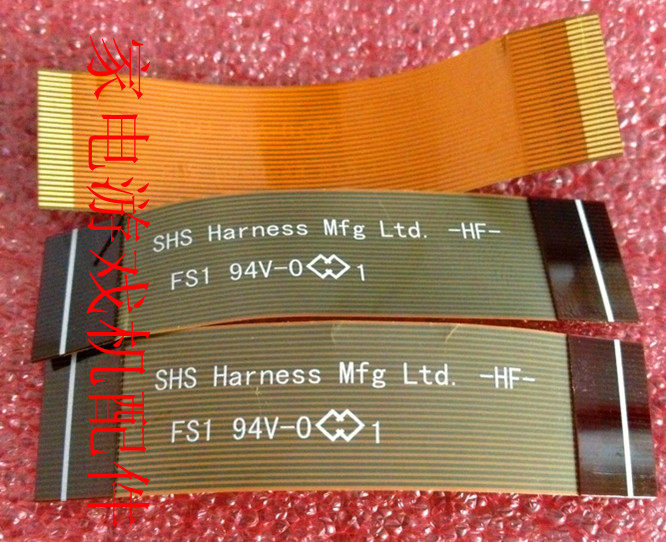 家电游戏机配件
SHS Harness Mfg Ltd. -HF-
FS1 94V-0 1
SHS Harness Mfg Ltd. -HF-
FS1 94V-0 1